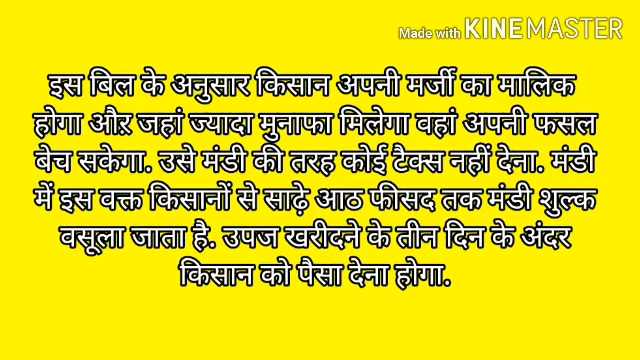 Made with KINEMASTER
इस बिल के अनुसार किसान अपनी मर्जी का मालिक
होगा और जहां ज्यादा मुनाफा मिलेगा वहां अपनी फसल
बेच सकेगा. उसे मंडी की तरह कोई टैक्स नहीं देना. मंडी
में इस वक्त किसानों से साढ़े आठ फीसद तक मंडी शुल्क
वसूला जाता है. उपज खरीदने के तीन दिन के अंदर
किसान को पैसा देना होगा.